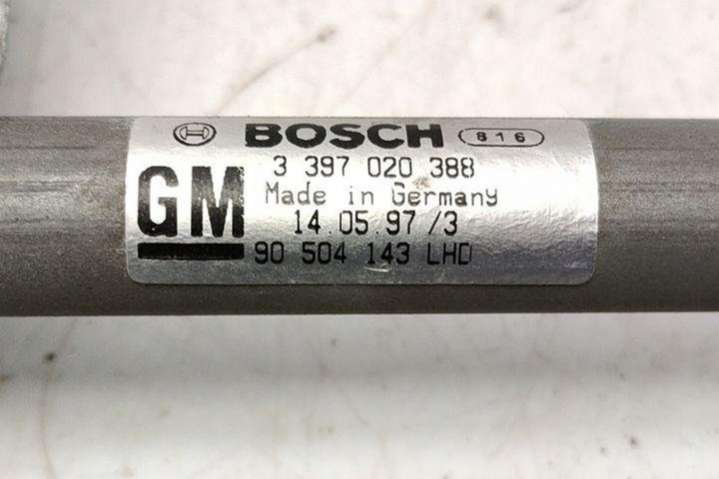 BOSCH 816
3 397 020 388
GM Made in Germany
14.05.97 /3
90 504 143 LHD